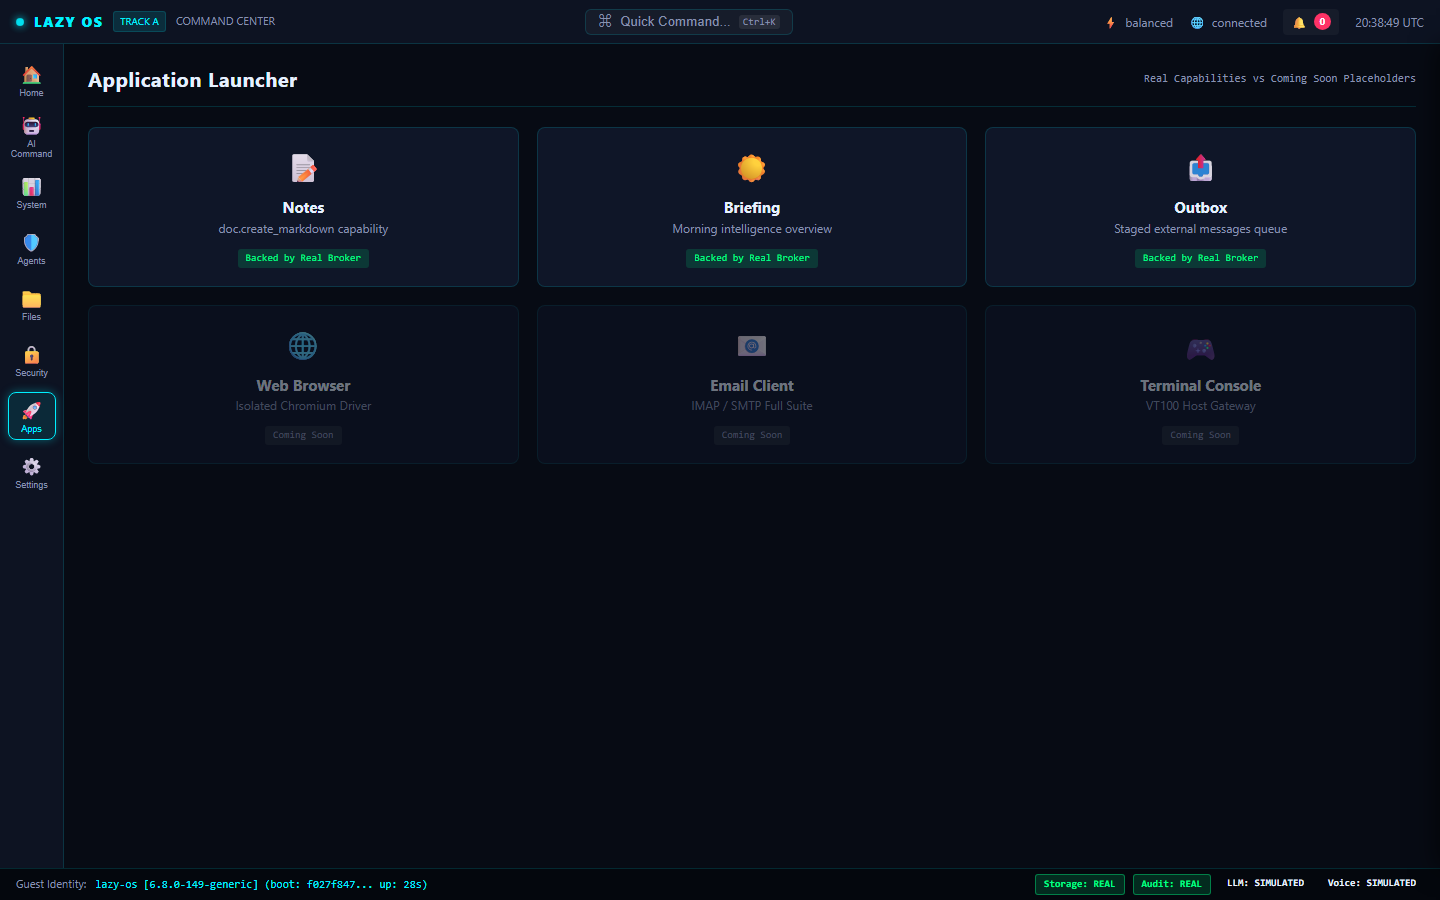 LAZY OS TRACK A COMMAND CENTER ⌘ Quick Command... Ctrl+K balanced connected 0 20:38:49 UTC
Home
AI
Command
System
Agents
Files
Security
Apps
Settings
Application Launcher
Real Capabilities vs Coming Soon Placeholders
Notes
doc.create_markdown capability
Backed by Real Broker
Briefing
Morning intelligence overview
Backed by Real Broker
Outbox
Staged external messages queue
Backed by Real Broker
Web Browser
Isolated Chromium Driver
Coming Soon
Email Client
IMAP / SMTP Full Suite
Coming Soon
Terminal Console
VT100 Host Gateway
Coming Soon
Guest Identity: lazy-os [6.8.0-149-generic] (boot: f027f847... up: 28s) Storage: REAL Audit: REAL LLM: SIMULATED Voice: SIMULATED